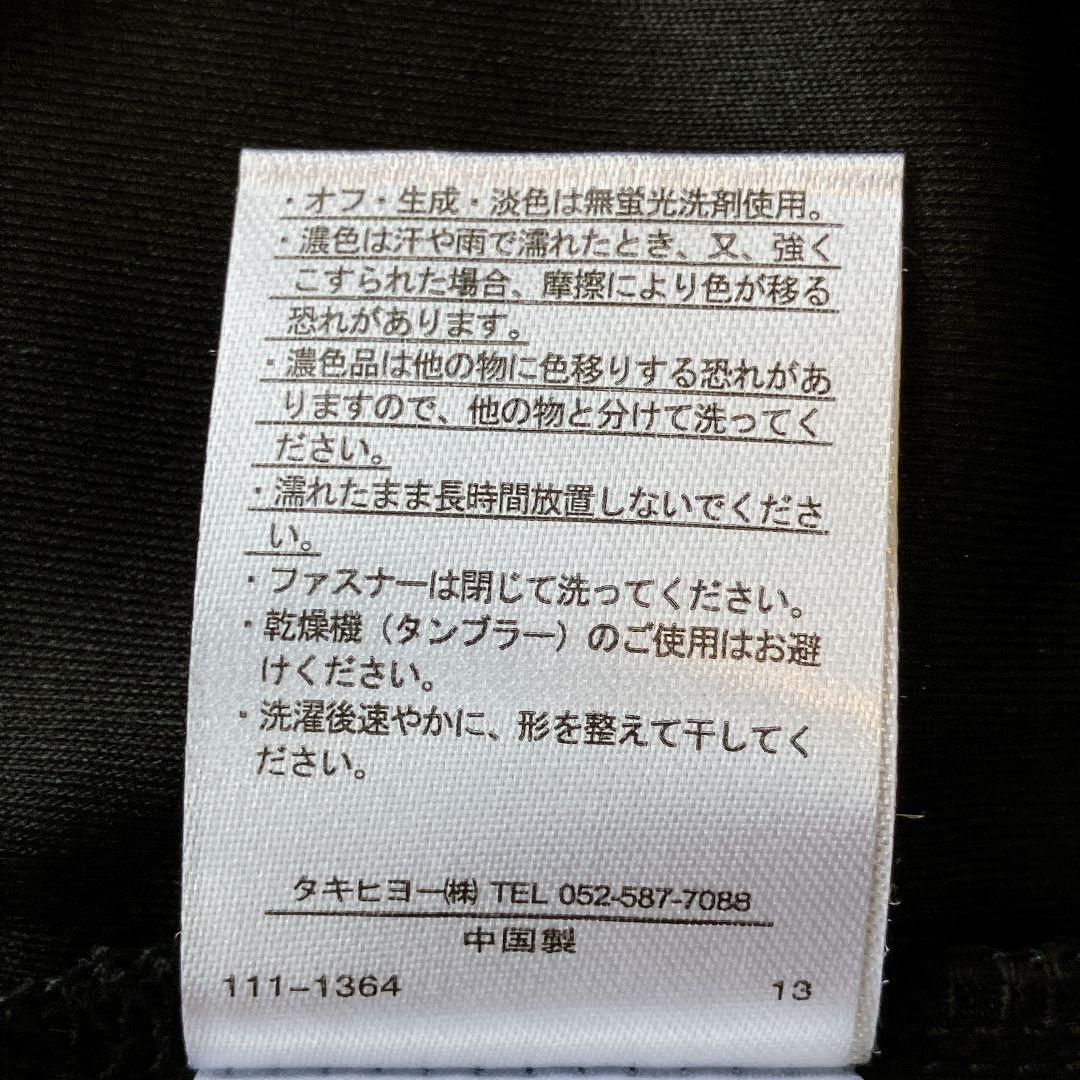 ・オフ・生成・淡色は無蛍光洗剤使用。
・濃色は汗や雨で濡れたとき、又、強く
こすられた場合、摩擦により色が移る
恐れがあります。
・濃色品は他の物に色移りする恐れがあ
りますので、他の物と分けて洗ってく
ださい。
・濡れたまま長時間放置しないでくださ
い。
・ファスナーは閉じて洗ってください。
・乾燥機（タンブラー）のご使用はお避
けください。
・洗濯後速やかに、形を整えて干してく
ださい。
タキヒヨー㈱ TEL 052-587-7088
中国製
111-1364 13